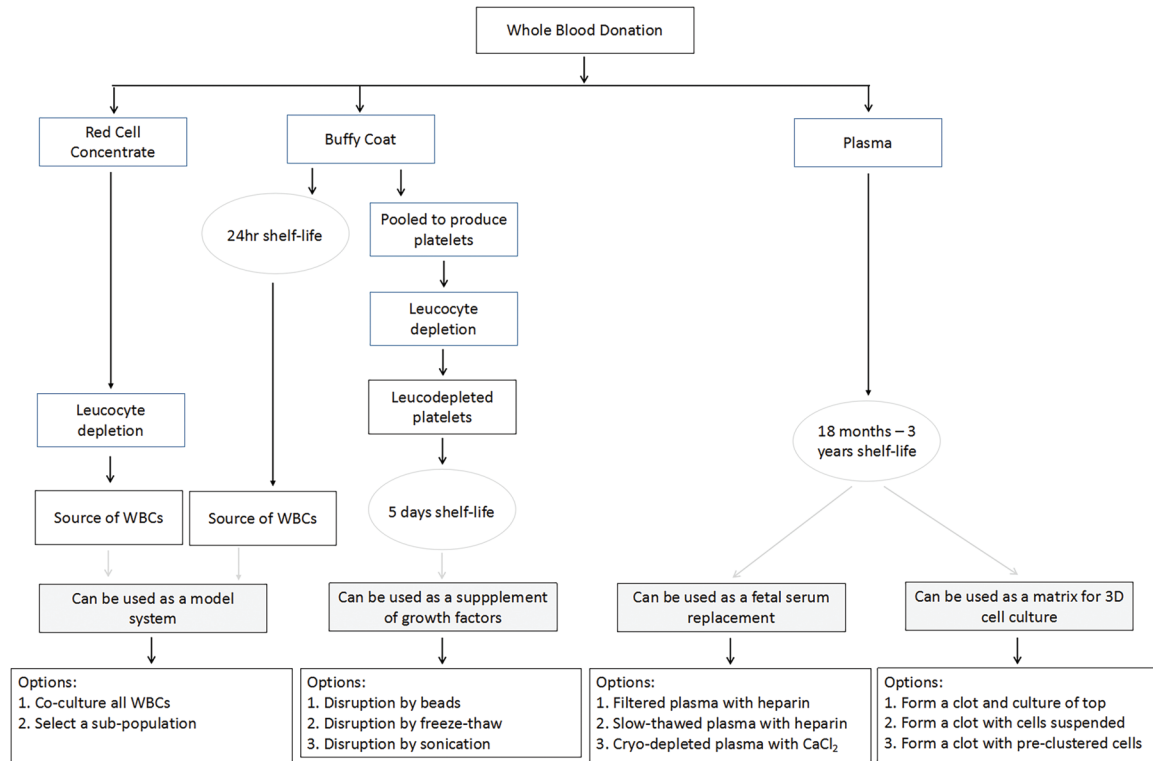 Whole Blood Donation
Red Cell
Concentrate
Buffy Coat
Plasma
24hr shelf-life
Pooled to produce
platelets
Leucocyte
depletion
Leucodepleted
platelets
Leucocyte
depletion
18 months – 3
years shelf-life
Source of WBCs
Source of WBCs
5 days shelf-life
Can be used as a model
system
Can be used as a suppplement
of growth factors
Can be used as a fetal serum
replacement
Can be used as a matrix for 3D
cell culture
Options:
1. Co-culture all WBCs
2. Select a sub-population
Options:
1. Disruption by beads
2. Disruption by freeze-thaw
3. Disruption by sonication
Options:
1. Filtered plasma with heparin
2. Slow-thawed plasma with heparin
3. Cryo-depleted plasma with CaCl₂
Options:
1. Form a clot and culture of top
2. Form a clot with cells suspended
3. Form a clot with pre-clustered cells